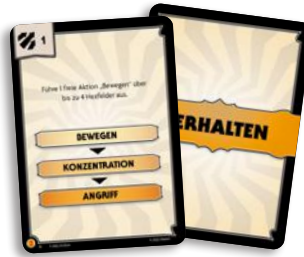 1
Führe 1 freie Aktion „Bewegen“ über
bis zu 4 Hexfelder aus.
BEWEGEN
KONZENTRATION
ANGRIFF
ERHALTEN